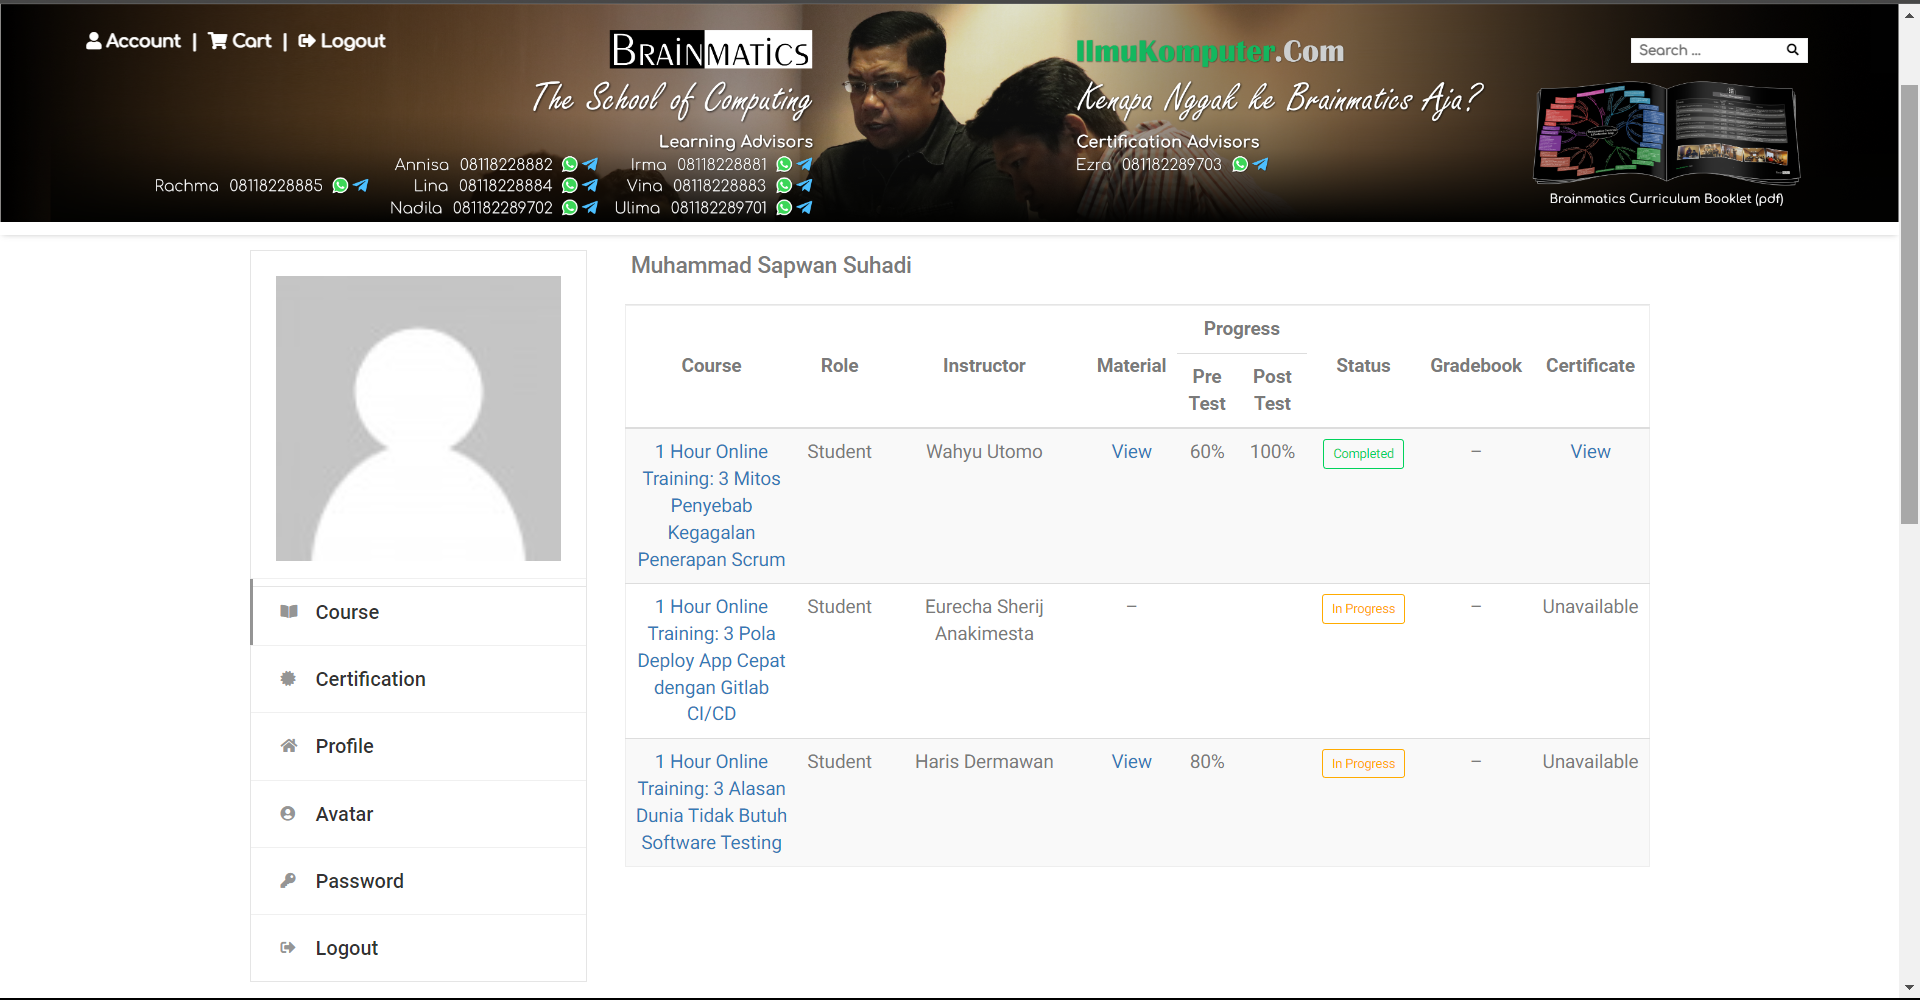 Account | Cart | Logout
BRAINMATICS
The School of Computing
Learning Advisors
Annisa 08118228882 Irma 08118228881
Rachma 08118228885 Lina 08118228884 Vina 08118228883
Nadila 081182289702 Ulima 081182289701
IlmuKomputer.Com
Kenapa Nggak ke Brainmatics Aja?
Certification Advisors
Ezra 081182289703
Search ...
Brainmatics Curriculum Booklet (pdf)
Course
Certification
Profile
Avatar
Password
Logout
Muhammad Sapwan Suhadi
Progress
Course Role Instructor Material Status Gradebook Certificate
Pre Post
Test Test
1 Hour Online Student Wahyu Utomo View 60% 100% Completed – View
Training: 3 Mitos
Penyebab
Kegagalan
Penerapan Scrum
1 Hour Online Student Eurecha Sherij – In Progress – Unavailable
Training: 3 Pola Anakimesta
Deploy App Cepat
dengan Gitlab
CI/CD
1 Hour Online Student Haris Dermawan View 80% In Progress – Unavailable
Training: 3 Alasan
Dunia Tidak Butuh
Software Testing